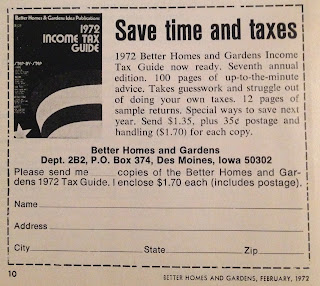 Better Homes & Gardens Idea Publications
1972
INCOME
TAX
GUIDE
STEP-BY-STEP
Save time and taxes
1972 Better Homes and Gardens Income
Tax Guide now ready. Seventh annual
edition. 100 pages of up-to-the-minute
advice. Takes guesswork and struggle out
of doing your own taxes. 12 pages of
sample returns. Special ways to save next
year. Send $1.35, plus 35¢ postage and
handling ($1.70) for each copy.
Better Homes and Gardens
Dept. 2B2, P.O. Box 374, Des Moines, Iowa 50302
Please send me ____ copies of the Better Homes and Gar-
dens 1972 Tax Guide. I enclose $1.70 each (includes postage).
Name
Address
City State Zip
10 BETTER HOMES AND GARDENS, FEBRUARY, 1972